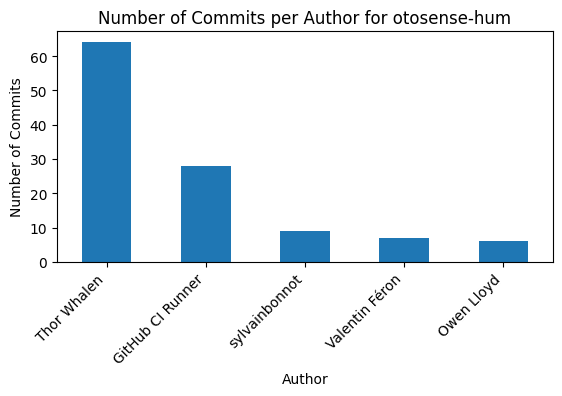 Number of Commits per Author for otosense-hum
Number of Commits
60
50
40
30
20
10
0
Thor Whalen
GitHub CI Runner
sylvainbonnot
Valentin Féron
Owen Lloyd
Author